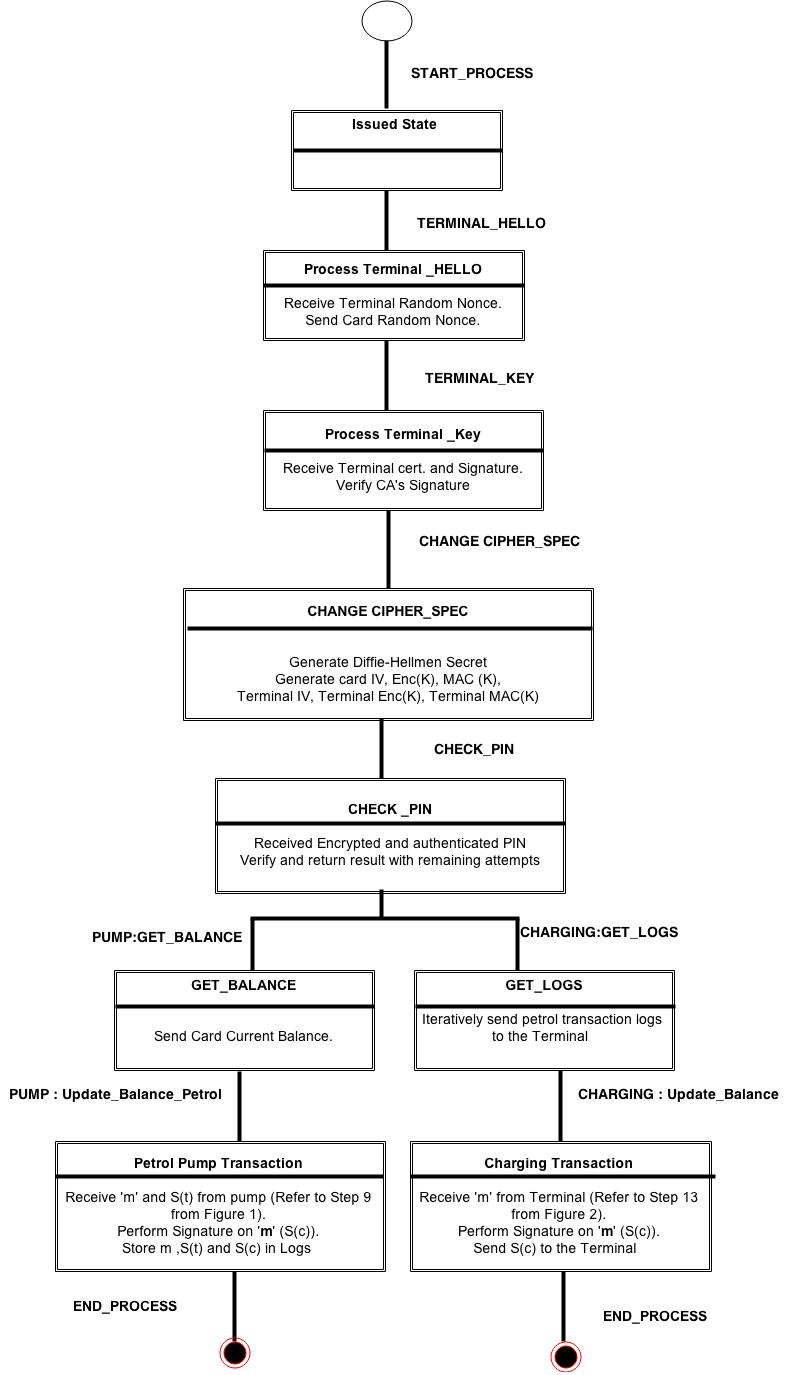 START_PROCESS
Issued State
TERMINAL_HELLO
Process Terminal _HELLO
Receive Terminal Random Nonce.
Send Card Random Nonce.
TERMINAL_KEY
Process Terminal _Key
Receive Terminal cert. and Signature.
Verify CA's Signature
CHANGE CIPHER_SPEC
CHANGE CIPHER_SPEC
Generate Diffie-Hellmen Secret
Generate card IV, Enc(K), MAC (K),
Terminal IV, Terminal Enc(K), Terminal MAC(K)
CHECK_PIN
CHECK _PIN
Received Encrypted and authenticated PIN
Verify and return result with remaining attempts
PUMP:GET_BALANCE
CHARGING:GET_LOGS
GET_BALANCE
Send Card Current Balance.
GET_LOGS
Iteratively send petrol transaction logs
to the Terminal
PUMP : Update_Balance_Petrol
CHARGING : Update_Balance
Petrol Pump Transaction
Receive 'm' and S(t) from pump (Refer to Step 9
from Figure 1).
Perform Signature on 'm' (S(c)).
Store m ,S(t) and S(c) in Logs
Charging Transaction
Receive 'm' from Terminal (Refer to Step 13
from Figure 2).
Perform Signature on 'm' (S(c)).
Send S(c) to the Terminal
END_PROCESS
END_PROCESS